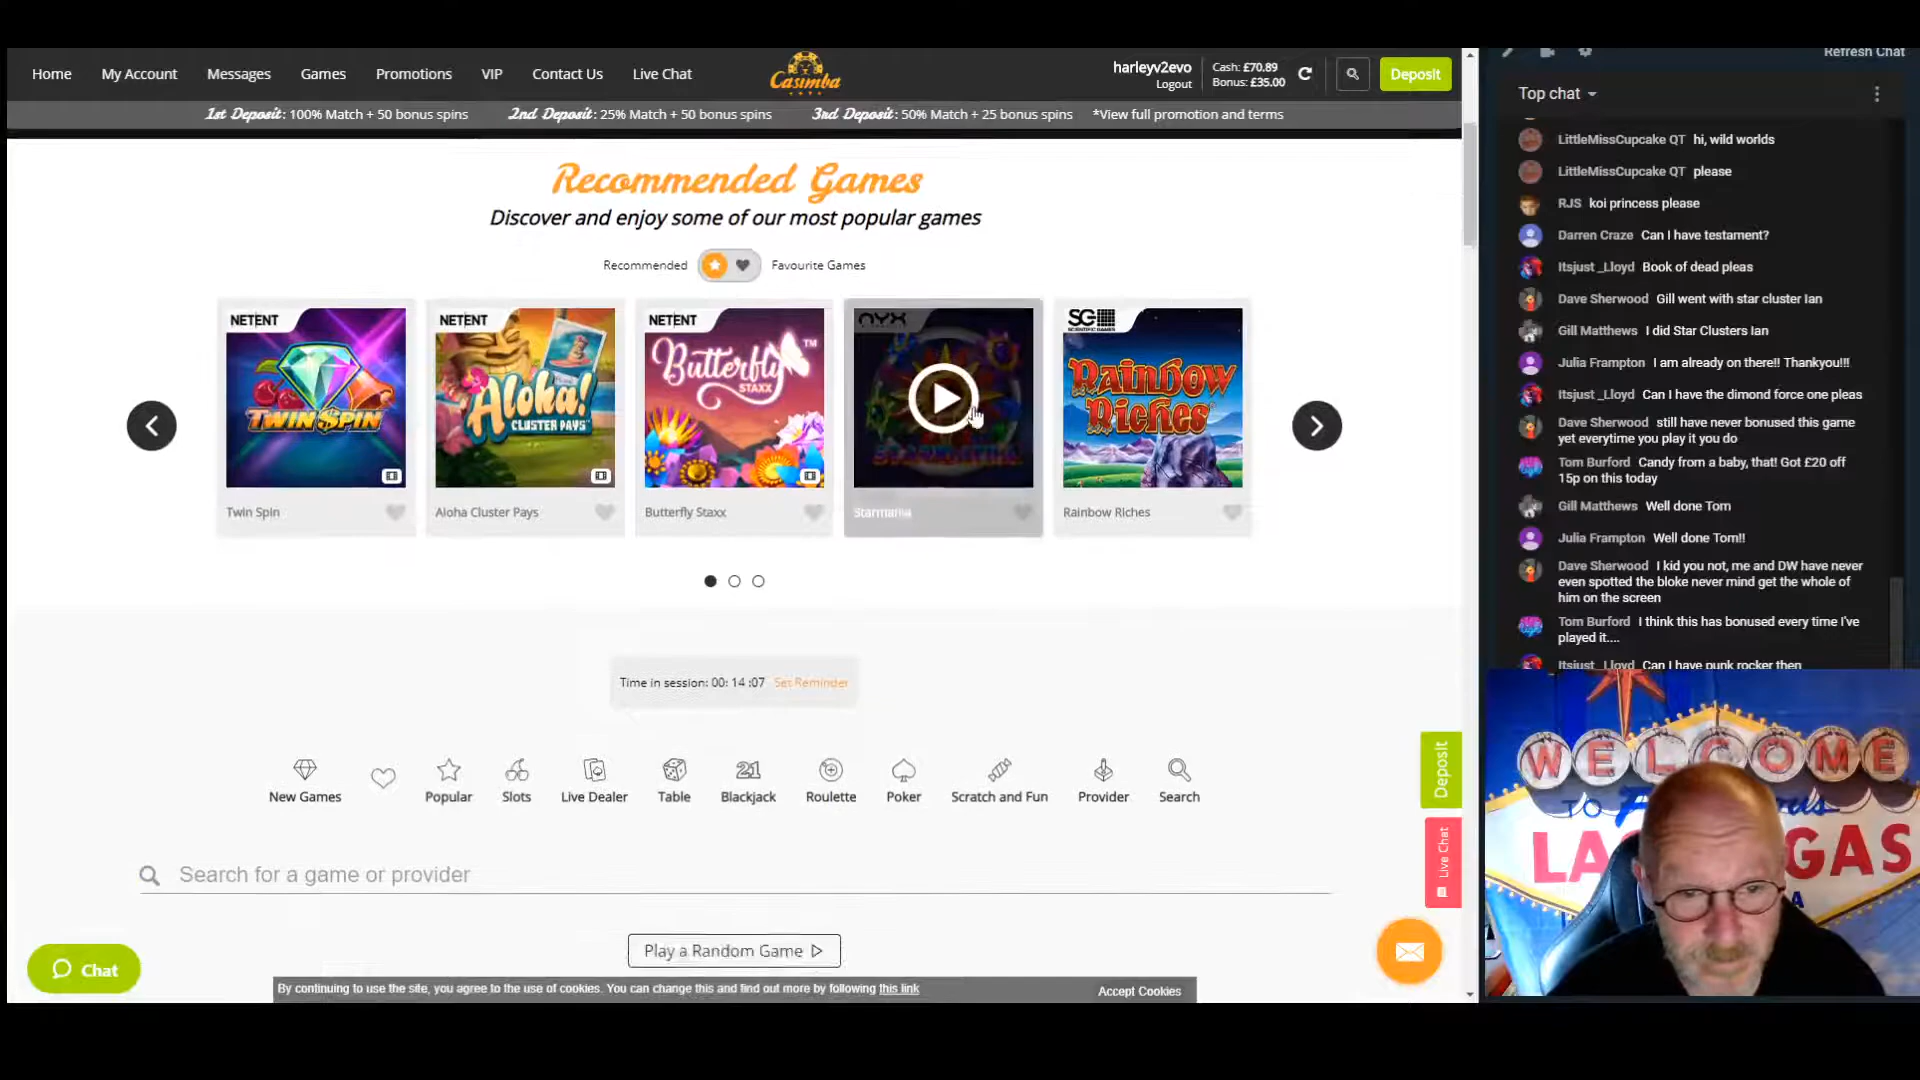 Home My Account Messages Games Promotions VIP Contact Us Live Chat
Casimba
harleyv2evo
Logout
Cash: £70.89
Bonus: £35.00
Deposit
1st Deposit: 100% Match + 50 bonus spins 2nd Deposit: 25% Match + 50 bonus spins 3rd Deposit: 50% Match + 25 bonus spins *View full promotion and terms
Recommended Games
Discover and enjoy some of our most popular games
Recommended Favourite Games
NETENT
TWIN SPIN
Twin Spin
NETENT
Aloha!
CLUSTER PAYS
Aloha Cluster Pays
NETENT
Butterfly™
STAXX
Butterfly Staxx
NYX
STARMANIA
Starmania
SG
SCIENTIFIC GAMES
Rainbow
Riches
Rainbow Riches
Time in session: 00: 14 :07 Set Reminder
New Games Popular Slots Live Dealer Table Blackjack Roulette Poker Scratch and Fun Provider Search
21
Search for a game or provider
Play a Random Game
Deposit
Live Chat
Chat
By continuing to use the site, you agree to the use of cookies. You can change this and find out more by following this link
Accept Cookies
Refresh Chat
Top chat
LittleMissCupcake QT hi, wild worlds
LittleMissCupcake QT please
RJS koi princess please
Darren Craze Can I have testament?
Itsjust _Lloyd Book of dead pleas
Dave Sherwood Gill went with star cluster Ian
Gill Matthews I did Star Clusters Ian
Julia Frampton I am already on there!! Thankyou!!!
Itsjust _Lloyd Can I have the dimond force one pleas
Dave Sherwood still have never bonused this game
yet everytime you play it you do
Tom Burford Candy from a baby, that! Got £20 off
15p on this today
Gill Matthews Well done Tom
Julia Frampton Well done Tom!!
Dave Sherwood I kid you not, me and DW have never
even spotted the bloke never mind get the whole of
him on the screen
Tom Burford I think this has bonused every time I've
played it....
Itsjust _Lloyd Can I have punk rocker then
WELCOME
TO
GAS
A